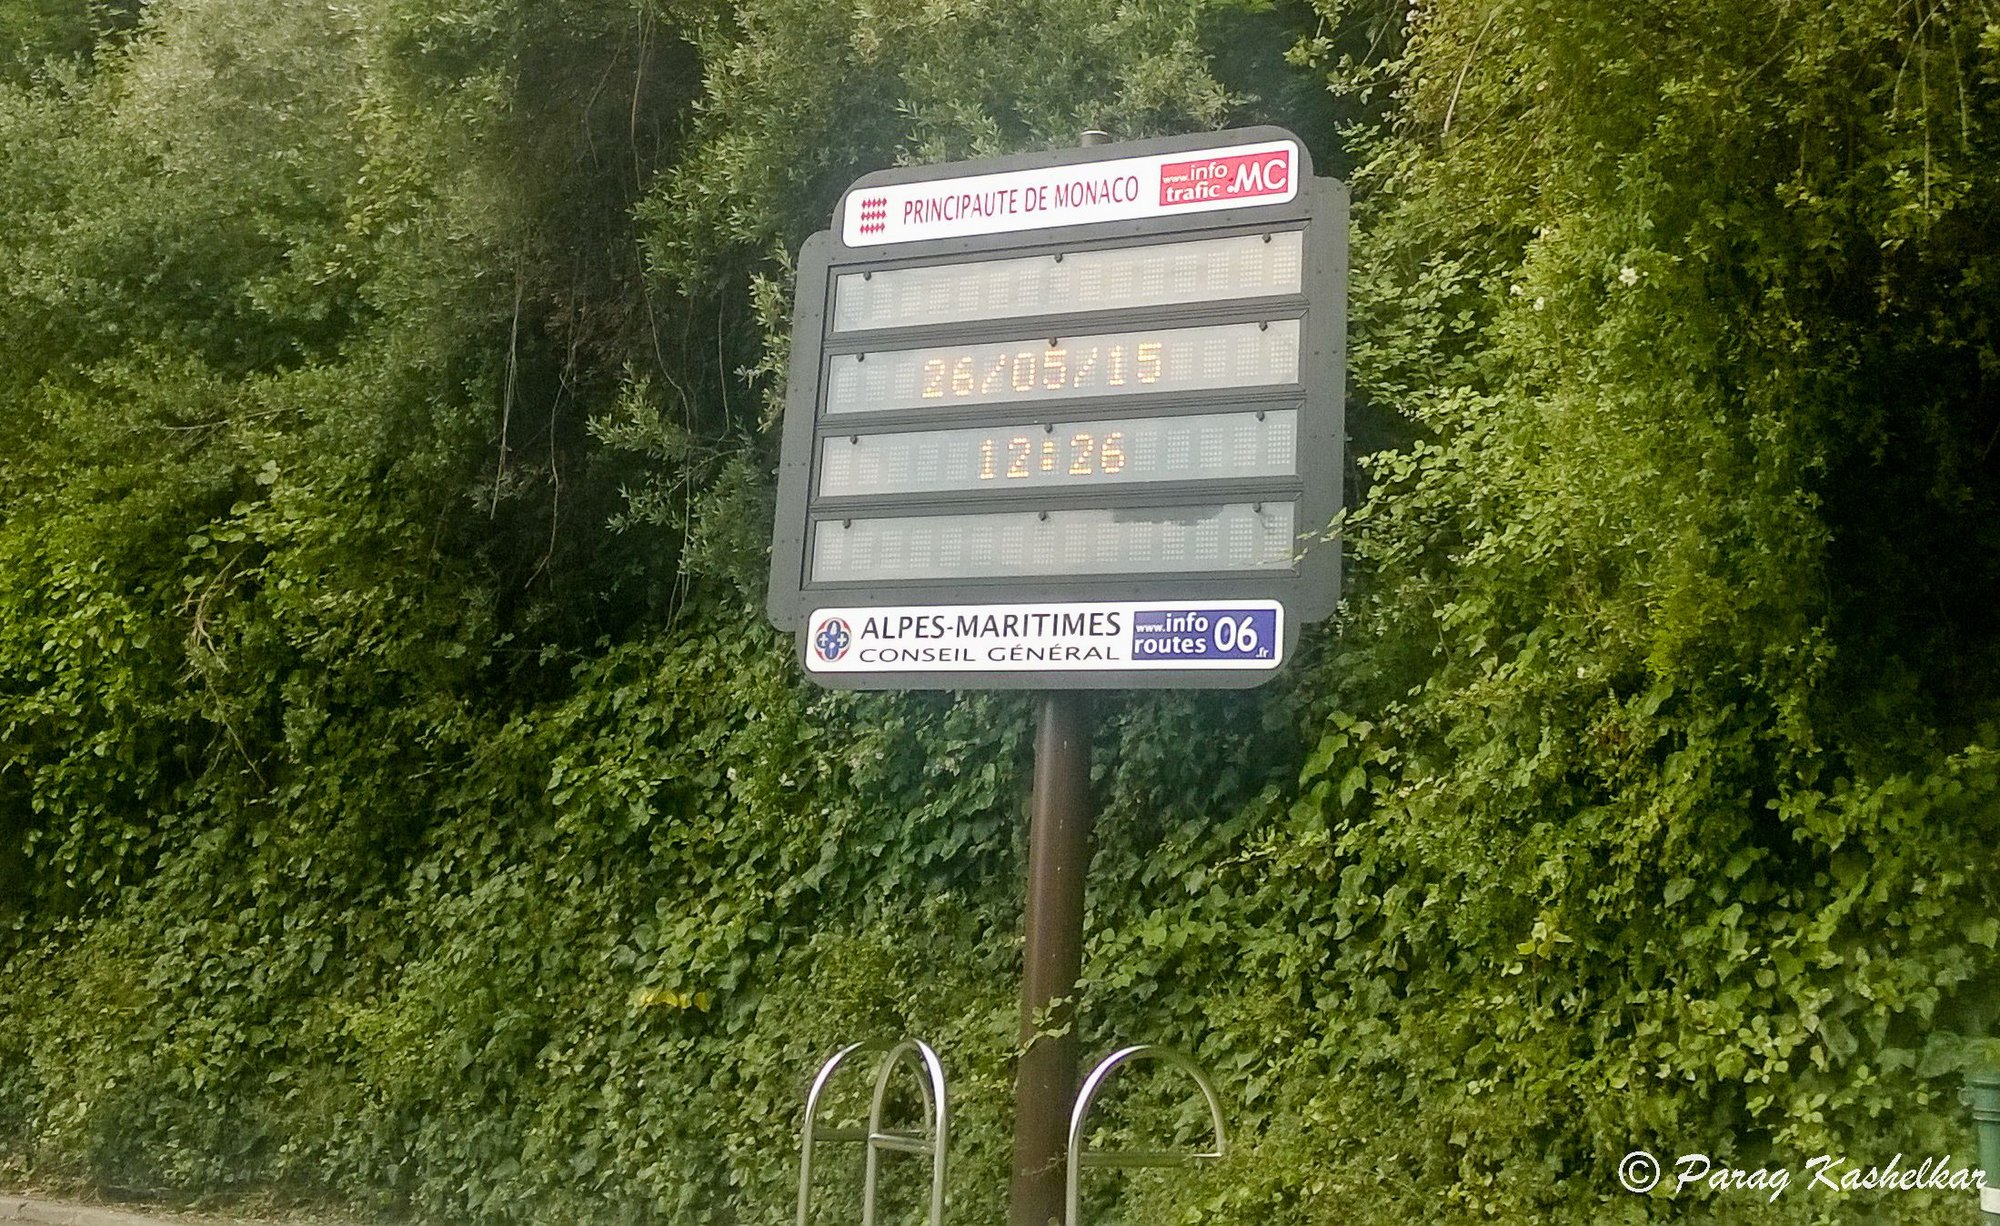 PRINCIPAUTE DE MONACO
www.info
trafic .MC
26/05/15
12:26
ALPES-MARITIMES
CONSEIL GÉNÉRAL
www.info
routes 06 .fr
© Parag Kashelkar